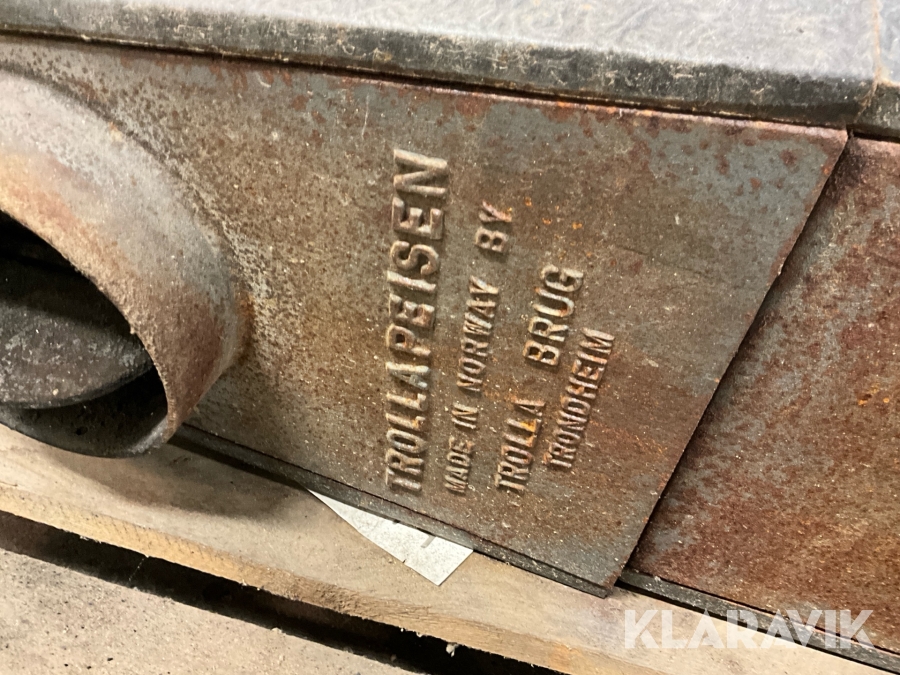 TROLLAPEISEN
MADE IN NORWAY BY
TROLLA BRUG
TRONDHEIM
KLARAVIK